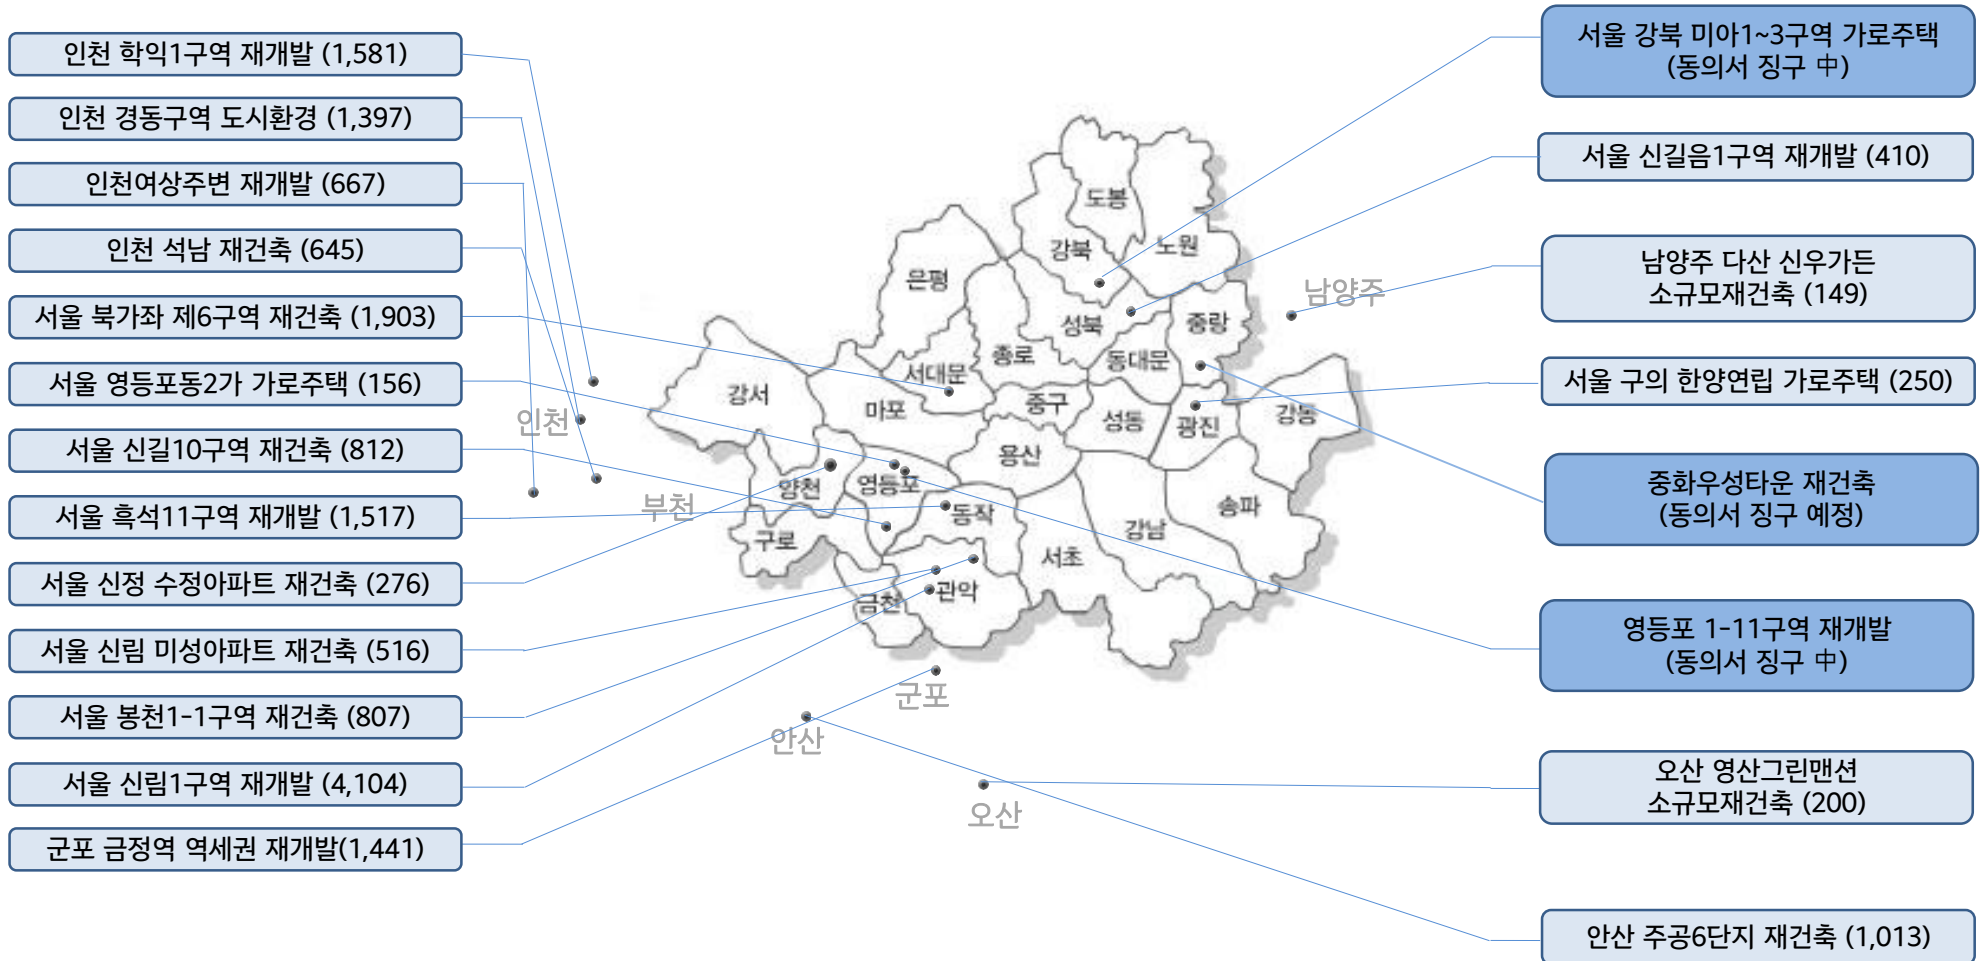 인천 학익1구역 재개발 (1,581)
인천 경동구역 도시환경 (1,397)
인천여상주변 재개발 (667)
인천 석남 재건축 (645)
서울 북가좌 제6구역 재건축 (1,903)
서울 영등포동2가 가로주택 (156)
서울 신길10구역 재건축 (812)
서울 흑석11구역 재개발 (1,517)
서울 신정 수정아파트 재건축 (276)
서울 신림 미성아파트 재건축 (516)
서울 봉천1-1구역 재건축 (807)
서울 신림1구역 재개발 (4,104)
군포 금정역 역세권 재개발(1,441)
도봉
강북
노원
은평
성북
중랑
남양주
종로
동대문
서대문
강서
마포
중구
성동
광진
강동
인천
용산
양천
영등포
부천
동작
송파
구로
강남
서초
금천
관악
군포
안산
오산
서울 강북 미아1~3구역 가로주택
(동의서 징구 中)
서울 신길음1구역 재개발 (410)
남양주 다산 신우가든
소규모재건축 (149)
서울 구의 한양연립 가로주택 (250)
중화우성타운 재건축
(동의서 징구 예정)
영등포 1-11구역 재개발
(동의서 징구 中)
오산 영산그린맨션
소규모재건축 (200)
안산 주공6단지 재건축 (1,013)